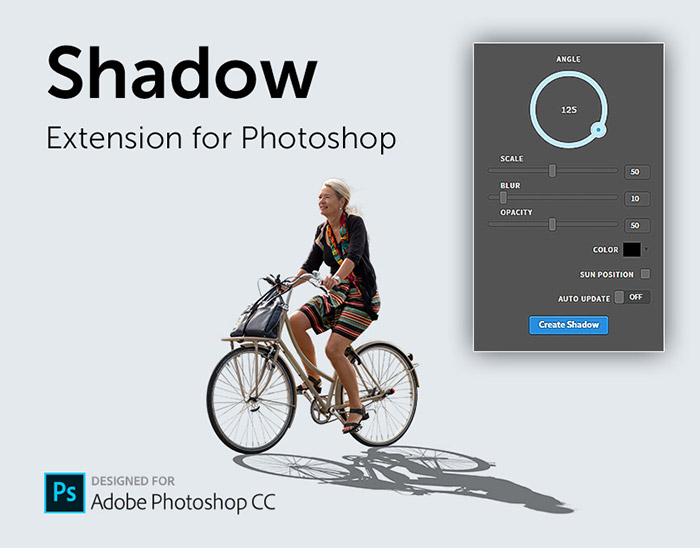 Shadow
Extension for Photoshop
ANGLE
125
SCALE
50
BLUR
10
OPACITY
50
COLOR
SUN POSITION
AUTO UPDATE OFF
Create Shadow
Ps
DESIGNED FOR
Adobe Photoshop CC